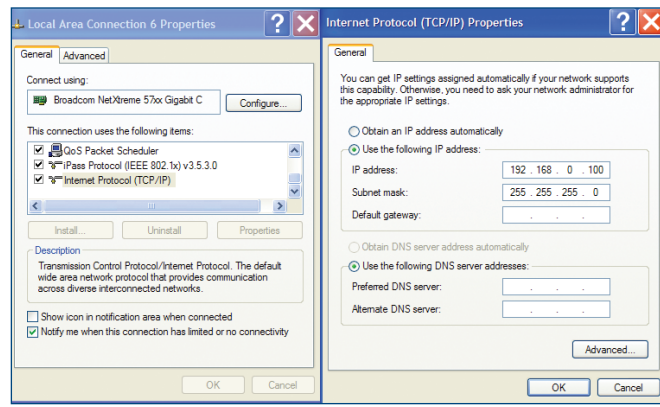 Local Area Connection 6 Properties
General
Advanced
Connect using:
Broadcom NetXtreme 57xx Gigabit C
Configure...
This connection uses the following items:
QoS Packet Scheduler
iPass Protocol (IEEE 802.1x) v3.5.3.0
Internet Protocol (TCP/IP)
Install...
Uninstall
Properties
Description
Transmission Control Protocol/Internet Protocol. The default
wide area network protocol that provides communication
across diverse interconnected networks.
Show icon in notification area when connected
Notify me when this connection has limited or no connectivity
OK
Cancel
Internet Protocol (TCP/IP) Properties
General
You can get IP settings assigned automatically if your network supports
this capability. Otherwise, you need to ask your network administrator for
the appropriate IP settings.
Obtain an IP address automatically
Use the following IP address:
IP address: 192 . 168 . 0 . 100
Subnet mask: 255 . 255 . 255 . 0
Default gateway: . . .
Obtain DNS server address automatically
Use the following DNS server addresses:
Preferred DNS server: . . .
Alternate DNS server: . . .
Advanced...
OK
Cancel